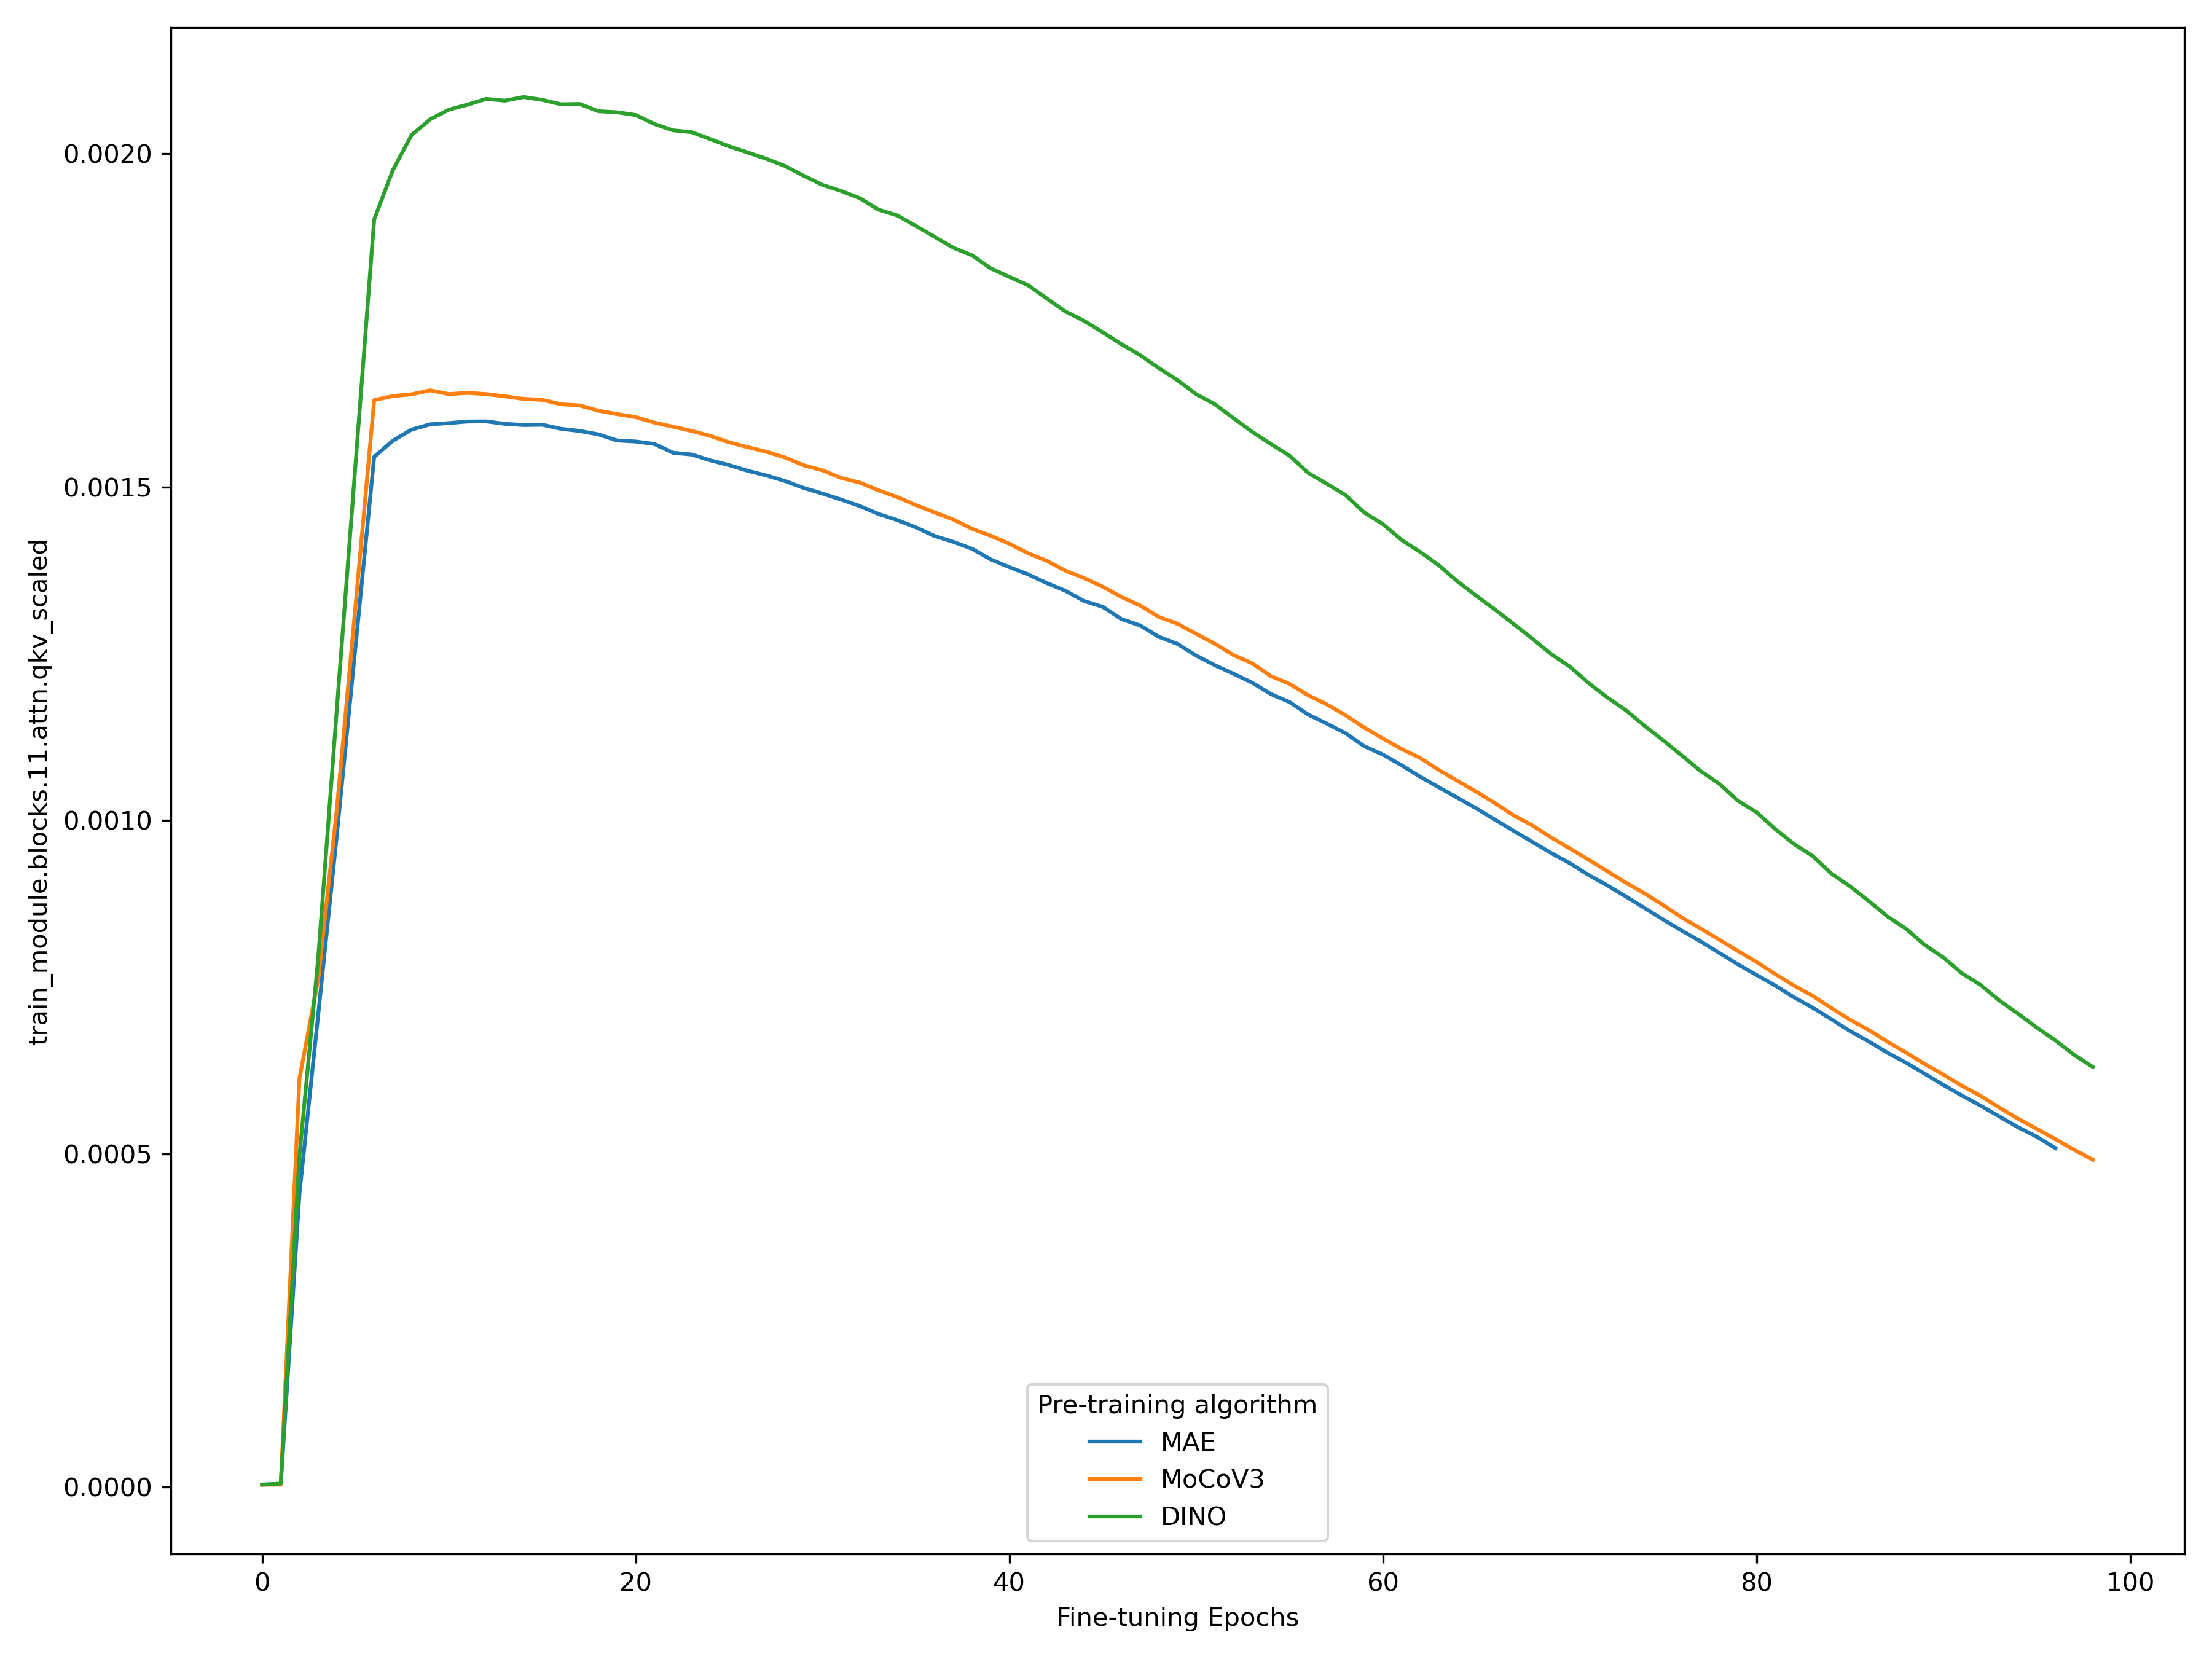 0.0020
0.0015
0.0010
0.0005
0.0000
train_module.blocks.11.attn.qkv_scaled
0 20 40 60 80 100
Fine-tuning Epochs
Pre-training algorithm
MAE
MoCoV3
DINO